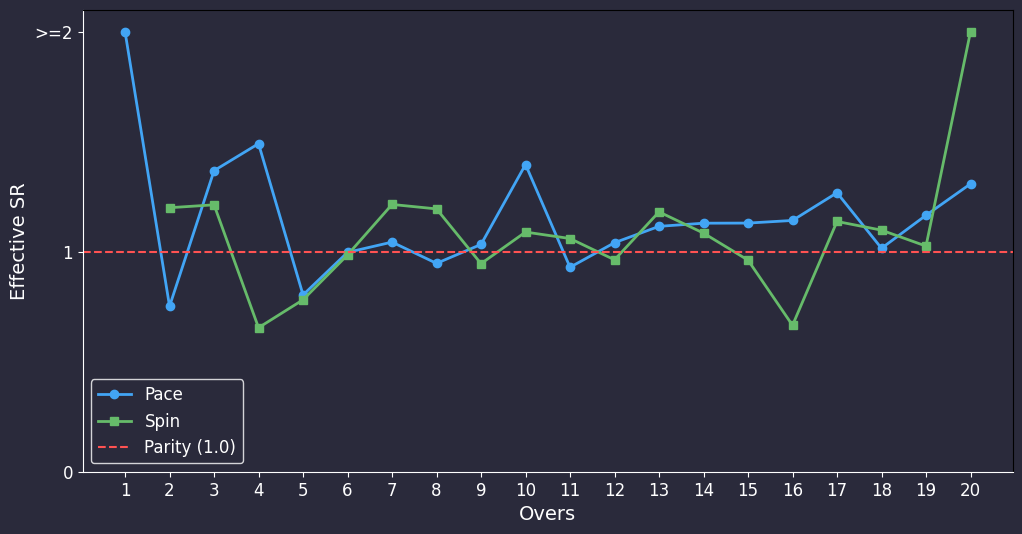 >=2
1
0
Effective SR
Pace
Spin
Parity (1.0)
1 2 3 4 5 6 7 8 9 10 11 12 13 14 15 16 17 18 19 20
Overs